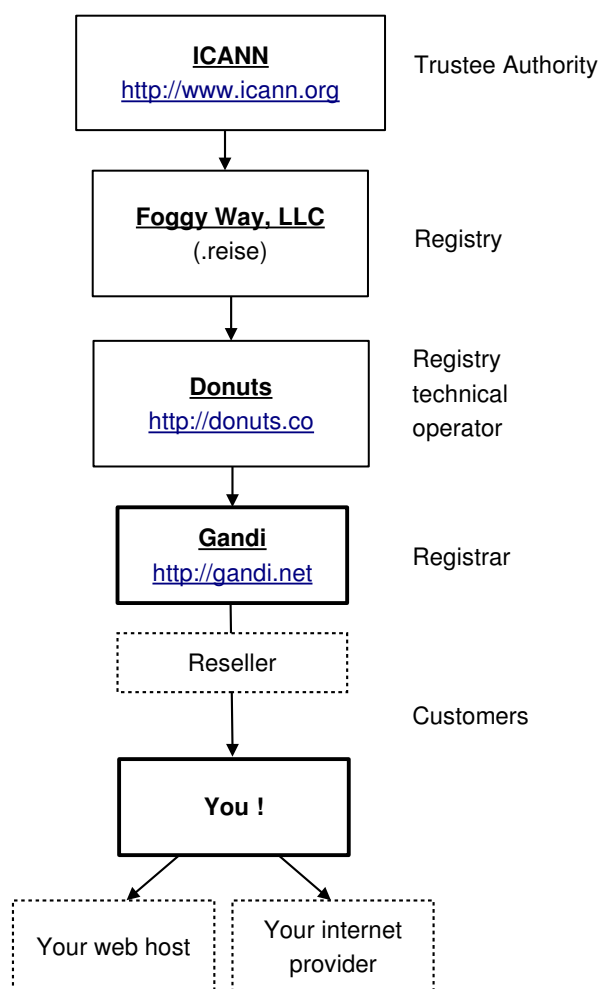 ICANN
http://www.icann.org
Trustee Authority
Foggy Way, LLC
(.reise)
Registry
Donuts
http://donuts.co
Registry
technical
operator
Gandi
http://gandi.net
Registrar
Reseller
Customers
You !
Your web host
Your internet
provider